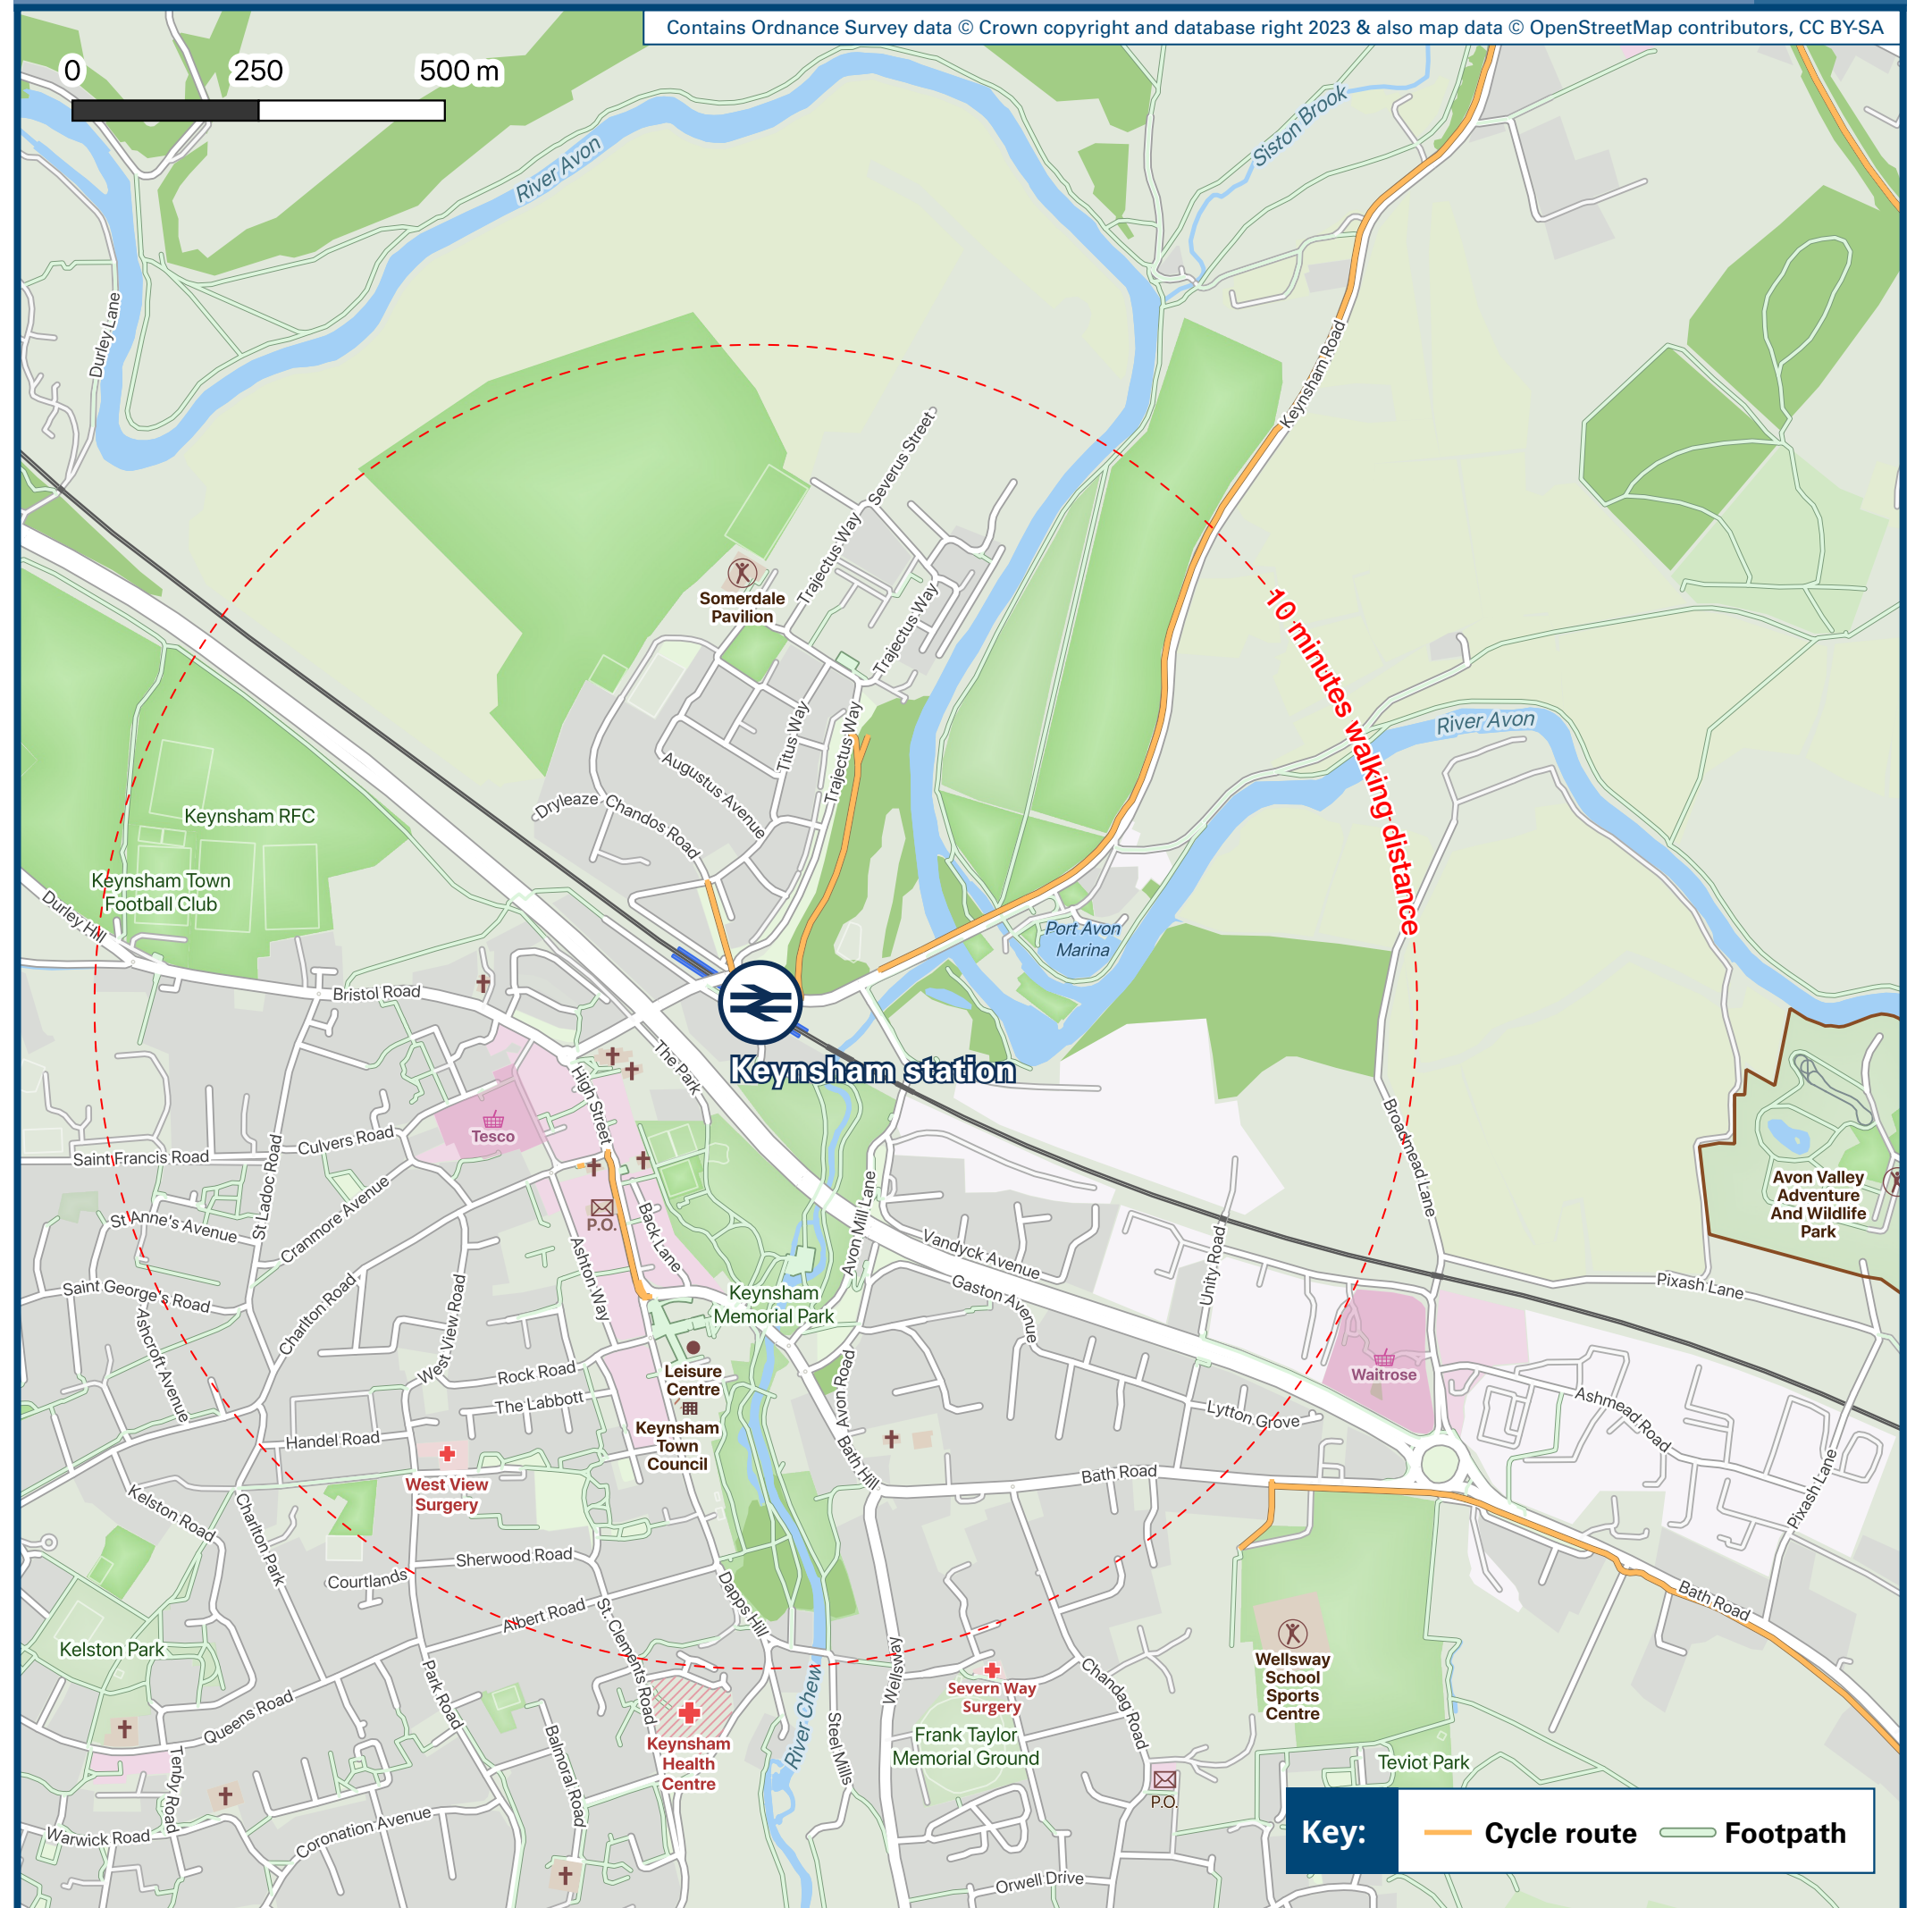 Contains Ordnance Survey data © Crown copyright and database right 2023 & also map data © OpenStreetMap contributors, CC BY-SA
0 250 500 m
River Avon
Siston Brook
Durley Lane
Keynsham Road
Severus Street
Trajectus Way
Somerdale
Pavilion
Trajectus Way
10 minutes walking distance
River Avon
Titus Way
Trajectus Way
Augustus Avenue
Dryleaze
Chandos Road
Keynsham RFC
Keynsham Town
Football Club
Durley Hill
Port Avon
Marina
Bristol Road
Keynsham station
The Park
High Street
Tesco
Culvers Road
Saint Francis Road
St Ladoc Road
Broadmead Lane
Avon Valley
Adventure
And Wildlife
Park
Cranmore Avenue
St Anne's Avenue
P.O.
Back Lane
Ashton Way
Avon Mill Lane
Vandyck Avenue
Gaston Avenue
Unity Road
Pixash Lane
Saint George's Road
Charlton Road
West View Road
Ashcroft Avenue
Keynsham
Memorial Park
Leisure
Centre
Rock Road
The Labbott
Keynsham
Town
Council
Avon Road
Waitrose
Lytton Grove
Ashmead Road
Handel Road
West View
Surgery
Bath Hill
Bath Road
Pixash Lane
Kelston Road
Charlton Park
Sherwood Road
Courtlands
Albert Road
St. Clements Road
Dapps Hill
Bath Road
Kelston Park
Wellsway
School
Sports
Centre
Wellsway
Severn Way
Surgery
Chandag Road
Queens Road
Park Road
Keynsham
Health
Centre
River Chew
Steel Mills
Frank Taylor
Memorial Ground
Teviot Park
Balmoral Road
Tenby Road
P.O.
Warwick Road
Coronation Avenue
Orwell Drive
Key: Cycle route Footpath